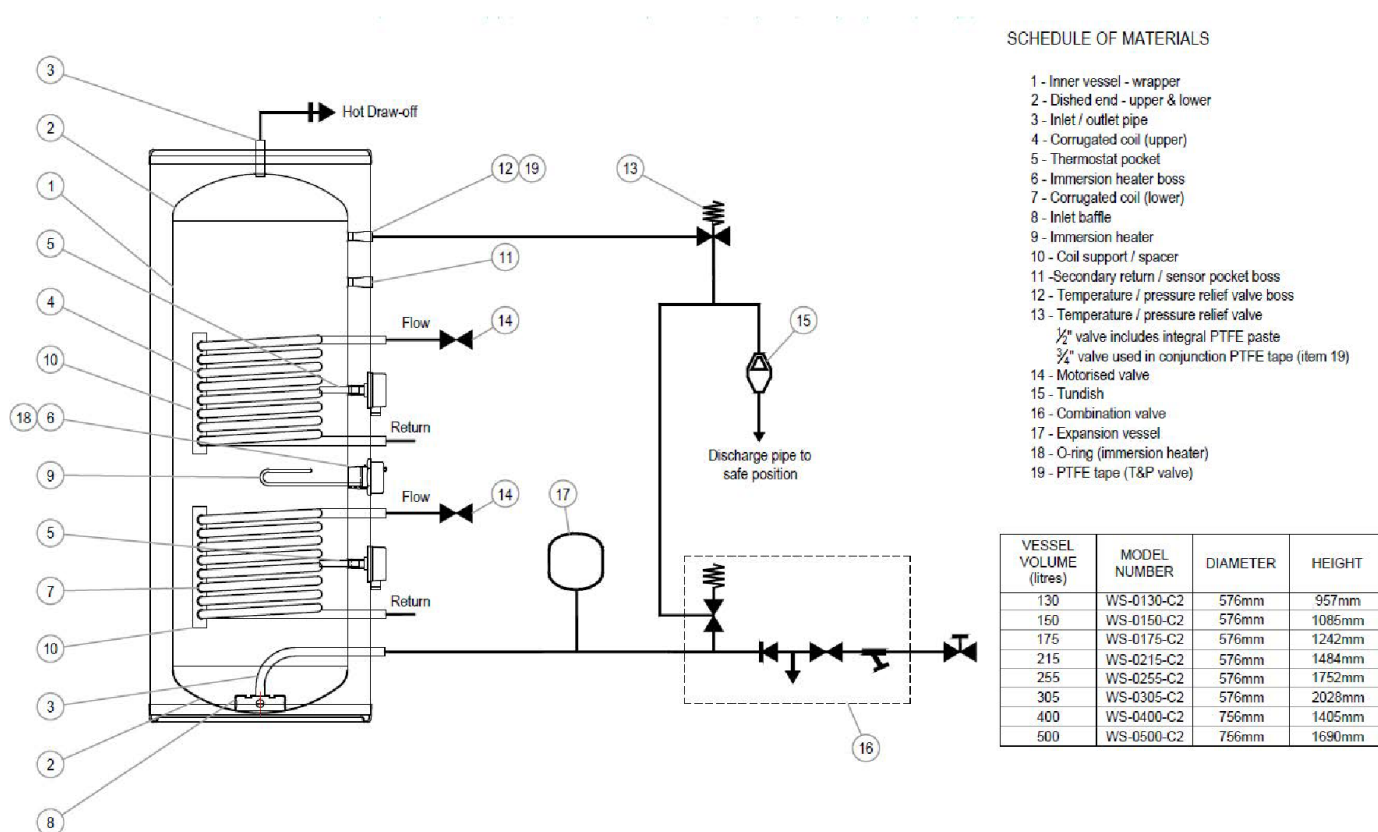 3
Hot Draw-off
2
1
12 19
13
5
11
4
Flow
14
15
10
18 6
Return
Discharge pipe to
safe position
9
Flow
14
17
5
7
Return
10
3
16
2
8
SCHEDULE OF MATERIALS
1 - Inner vessel - wrapper
2 - Dished end - upper & lower
3 - Inlet / outlet pipe
4 - Corrugated coil (upper)
5 - Thermostat pocket
6 - Immersion heater boss
7 - Corrugated coil (lower)
8 - Inlet baffle
9 - Immersion heater
10 - Coil support / spacer
11 -Secondary return / sensor pocket boss
12 - Temperature / pressure relief valve boss
13 - Temperature / pressure relief valve
½" valve includes integral PTFE paste
¾" valve used in conjunction PTFE tape (item 19)
14 - Motorised valve
15 - Tundish
16 - Combination valve
17 - Expansion vessel
18 - O-ring (immersion heater)
19 - PTFE tape (T&P valve)
VESSEL VOLUME (litres) MODEL NUMBER DIAMETER HEIGHT
130 WS-0130-C2 576mm 957mm
150 WS-0150-C2 576mm 1085mm
175 WS-0175-C2 576mm 1242mm
215 WS-0215-C2 576mm 1484mm
255 WS-0255-C2 576mm 1752mm
305 WS-0305-C2 576mm 2028mm
400 WS-0400-C2 756mm 1405mm
500 WS-0500-C2 756mm 1690mm